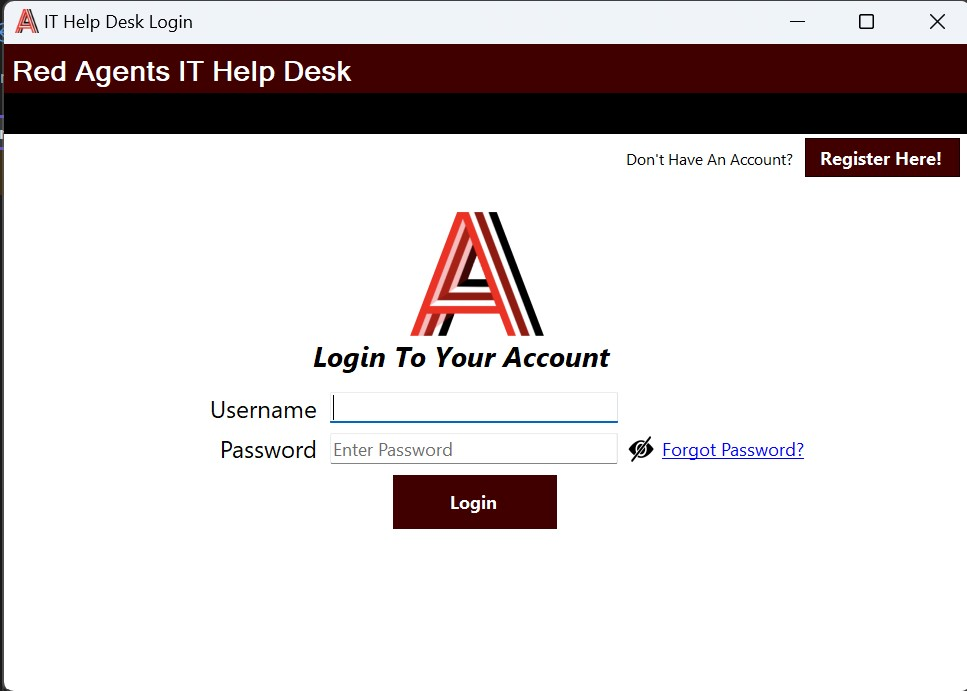 IT Help Desk Login
Red Agents IT Help Desk
Don't Have An Account? Register Here!
Login To Your Account
Username
Password Enter Password Forgot Password?
Login